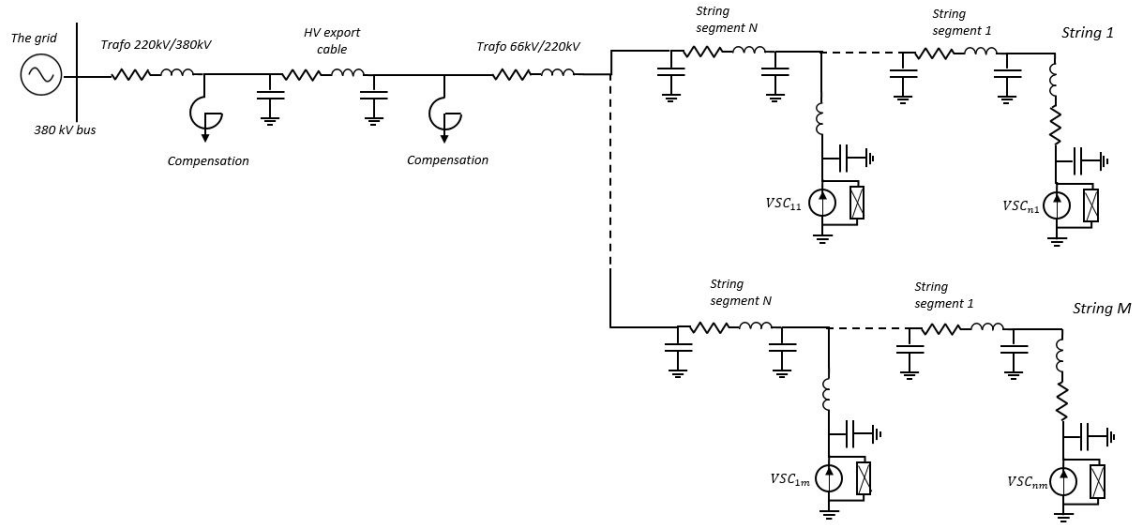 The grid
Trafo 220kV/380kV
HV export
cable
Trafo 66kV/220kV
380 kV bus
Compensation
Compensation
String
segment N
String
segment 1
String 1
VSC₁₁
VSCₙ₁
String
segment N
String
segment 1
String M
VSC₁ₘ
VSCₙₘ